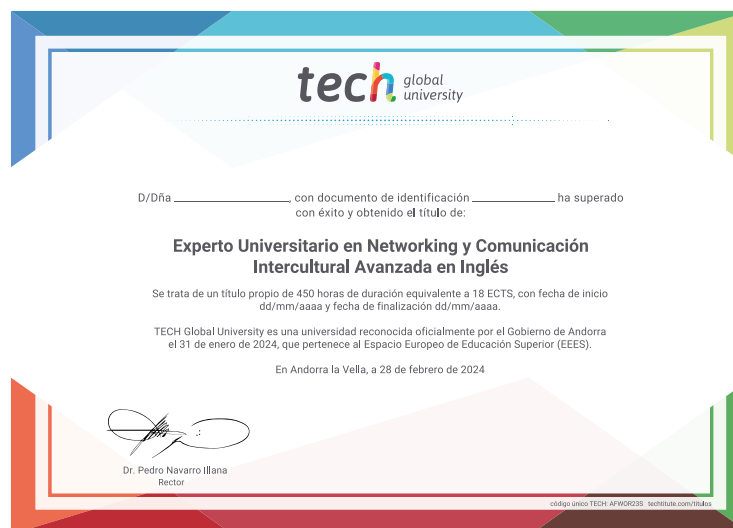 tech global
university
D/Dña ______________, con documento de identificación ____________ ha superado
con éxito y obtenido el título de:
Experto Universitario en Networking y Comunicación
Intercultural Avanzada en Inglés
Se trata de un título propio de 450 horas de duración equivalente a 18 ECTS, con fecha de inicio
dd/mm/aaaa y fecha de finalización dd/mm/aaaa.
TECH Global University es una universidad reconocida oficialmente por el Gobierno de Andorra
el 31 de enero de 2024, que pertenece al Espacio Europeo de Educación Superior (EEES).
En Andorra la Vella, a 28 de febrero de 2024
Dr. Pedro Navarro Illana
Rector
código único TECH: AFWOR23S techtitute.com/titulos